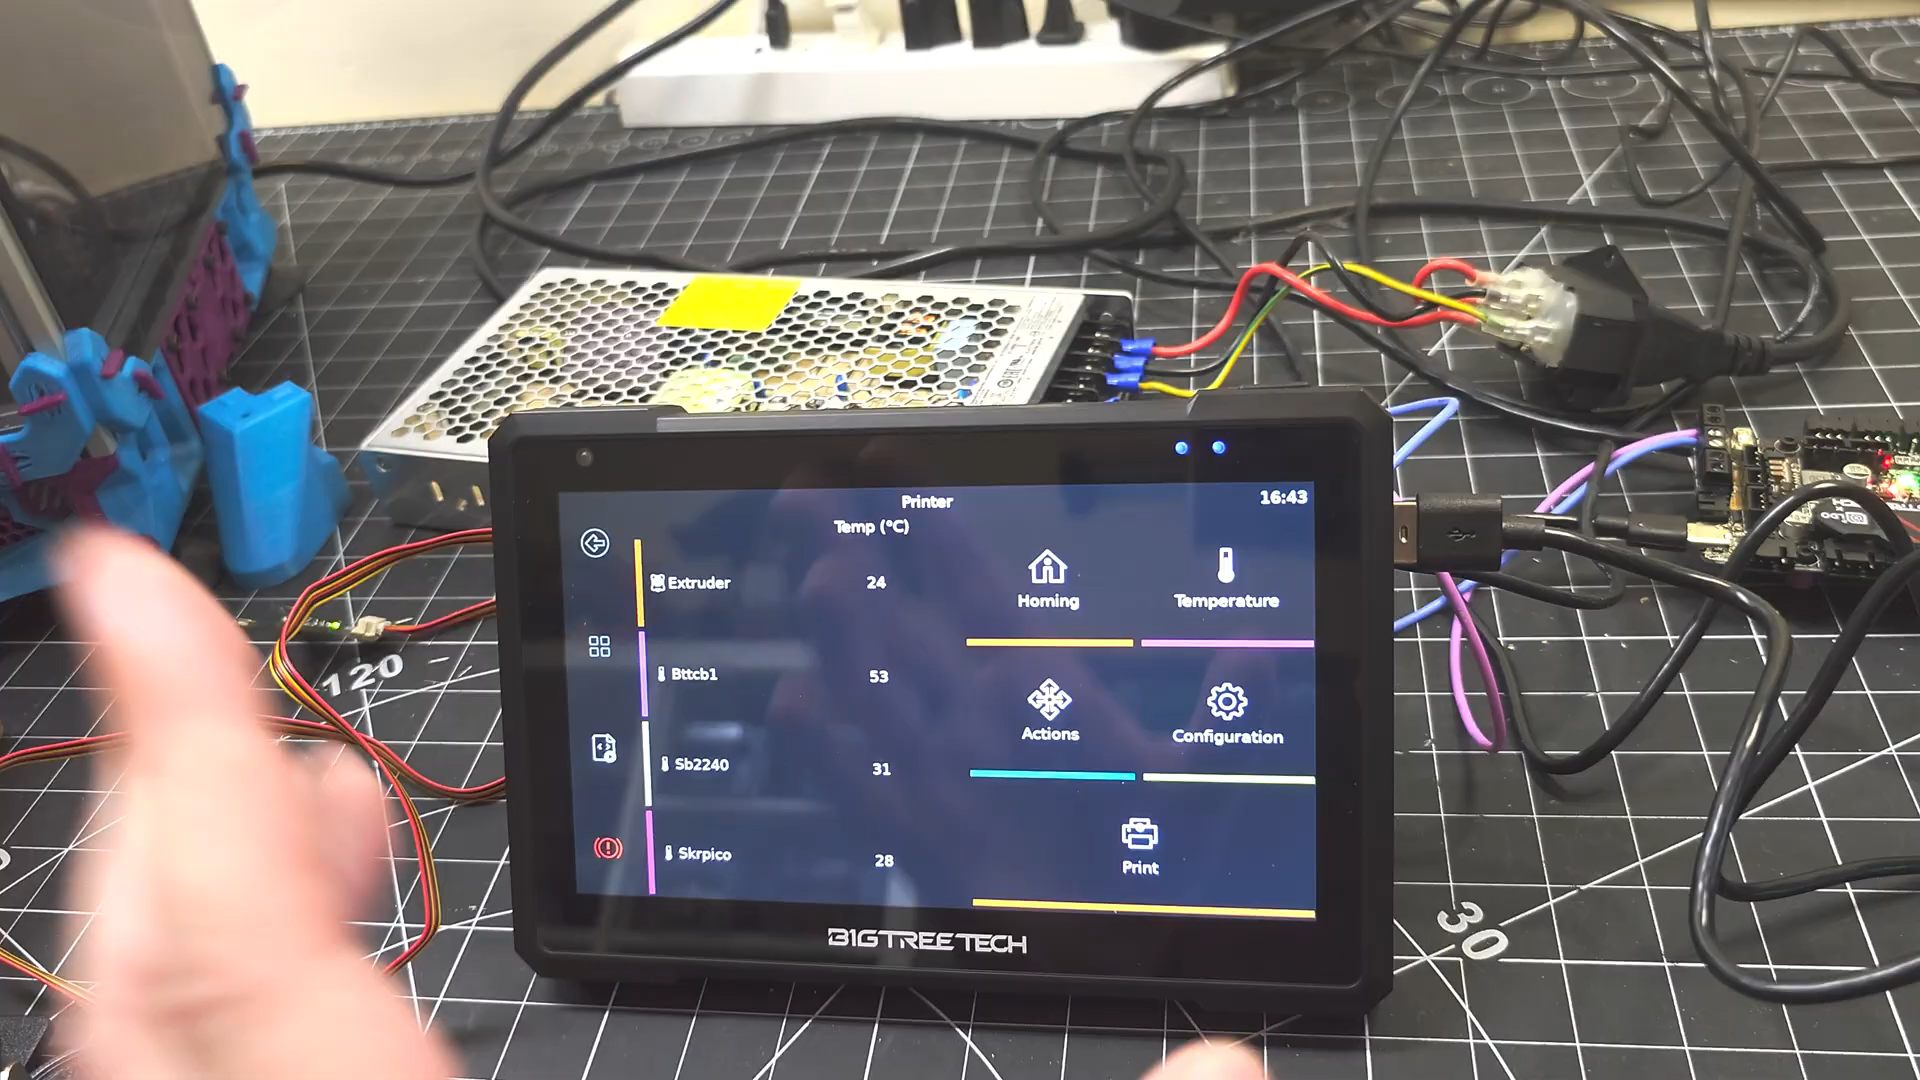 Printer
16:43
Temp (°C)
Extruder 24
Homing
Temperature
Bttcb1 53
Actions
Configuration
Sb2240 31
Skrpico 28
Print
BIGTREETECH
120
30